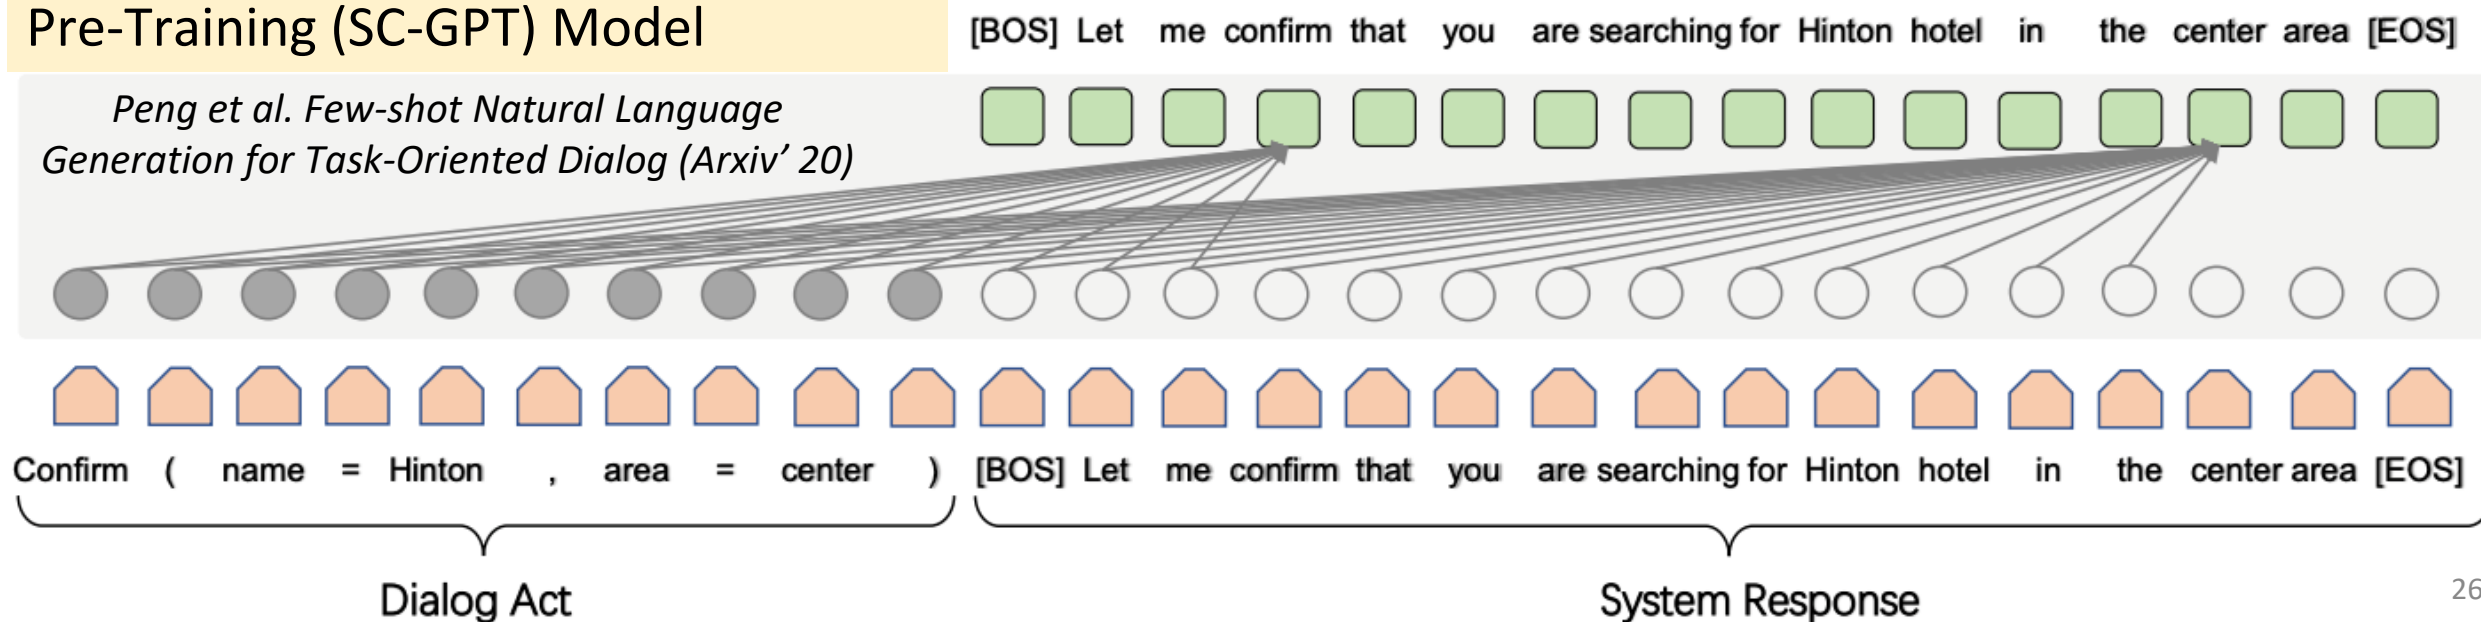 Pre-Training (SC-GPT) Model
[BOS] Let me confirm that you are searching for Hinton hotel in the center area [EOS]
Peng et al. Few-shot Natural Language
Generation for Task-Oriented Dialog (Arxiv' 20)
Confirm ( name = Hinton , area = center ) [BOS] Let me confirm that you are searching for Hinton hotel in the center area [EOS]
Dialog Act
System Response
26